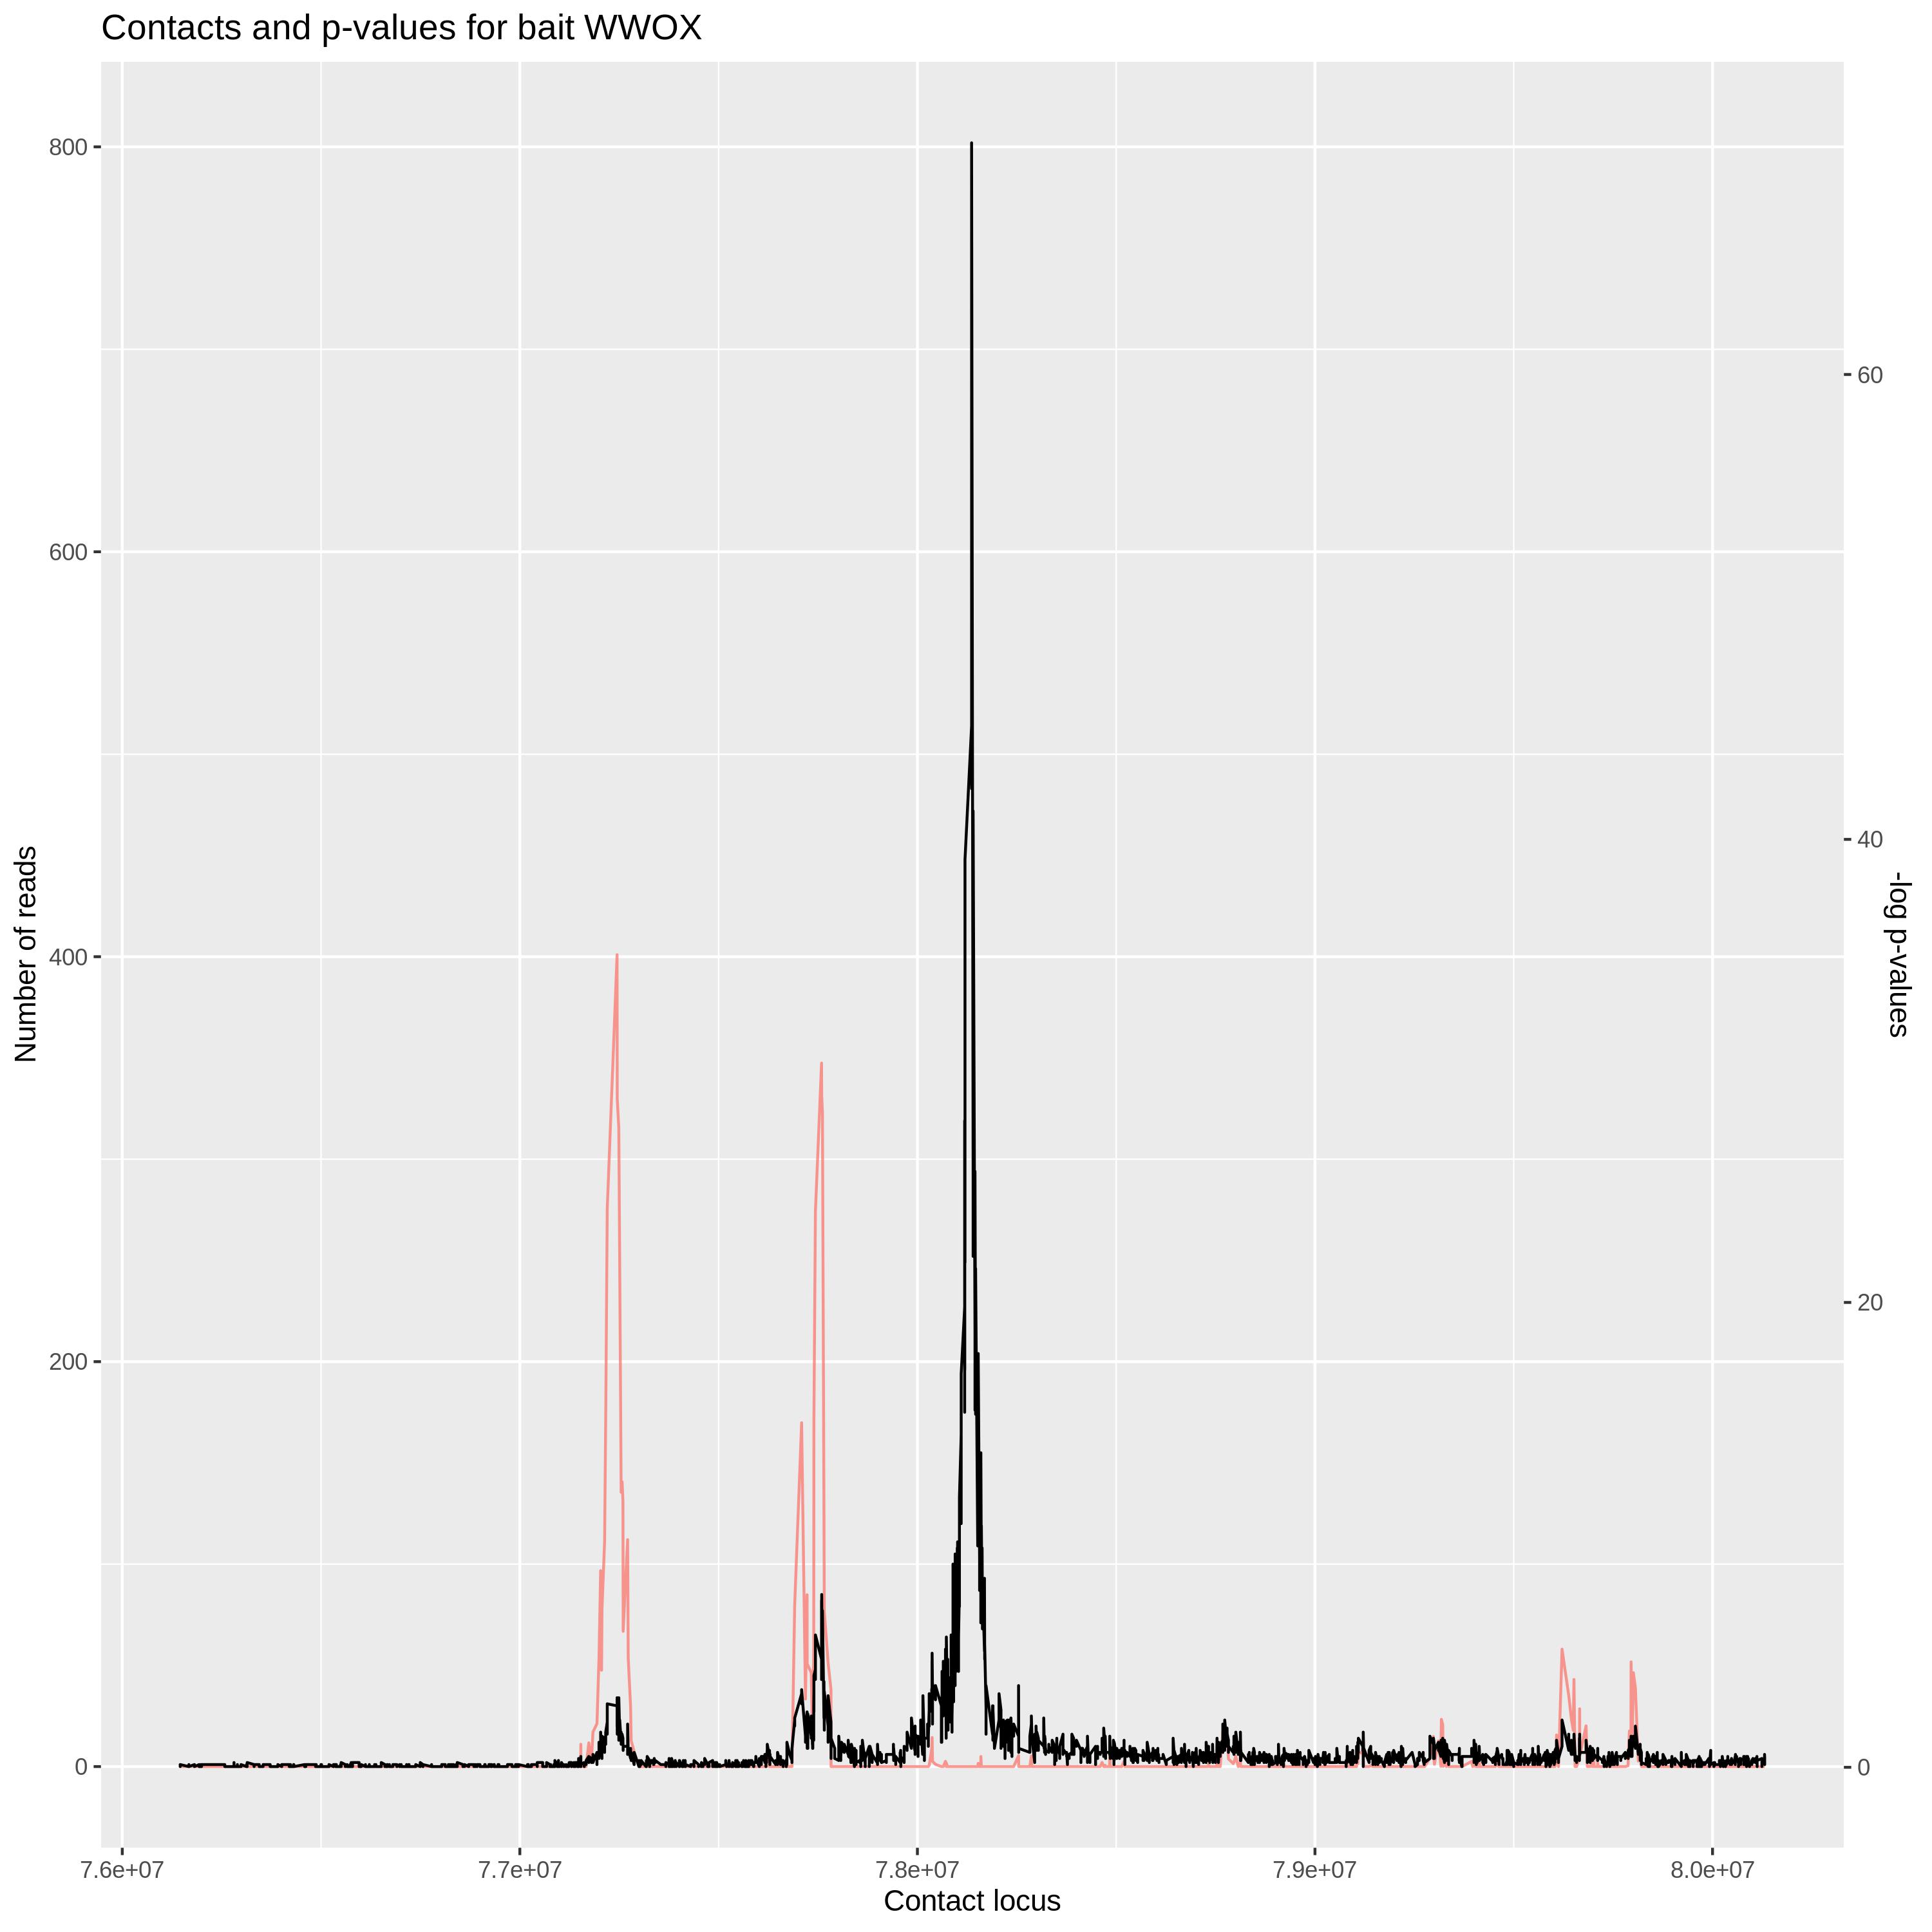 Contacts and p-values for bait WWOX
800
600
400
200
0
Number of reads
60
40
20
0
-log p-values
7.6e+07
7.7e+07
7.8e+07
7.9e+07
8.0e+07
Contact locus